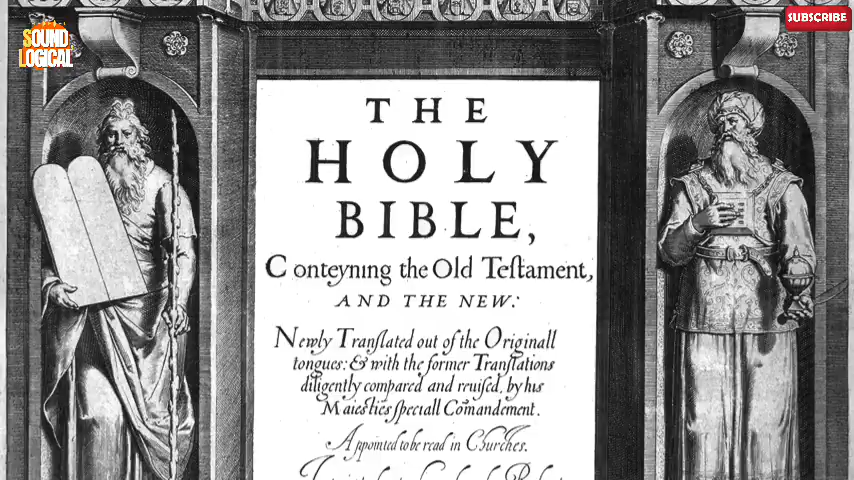 SOUND
LOGICAL
SUBSCRIBE
THE
HOLY
BIBLE,
Conteyning the Old Teſtament,
AND THE NEW:
Newly Tranſlated out of the Originall
tongues: & with the former Tranſlations
diligently compared and reuiſed, by his
Maieſties ſpeciall Comandement.
Appointed to be read in Churches.